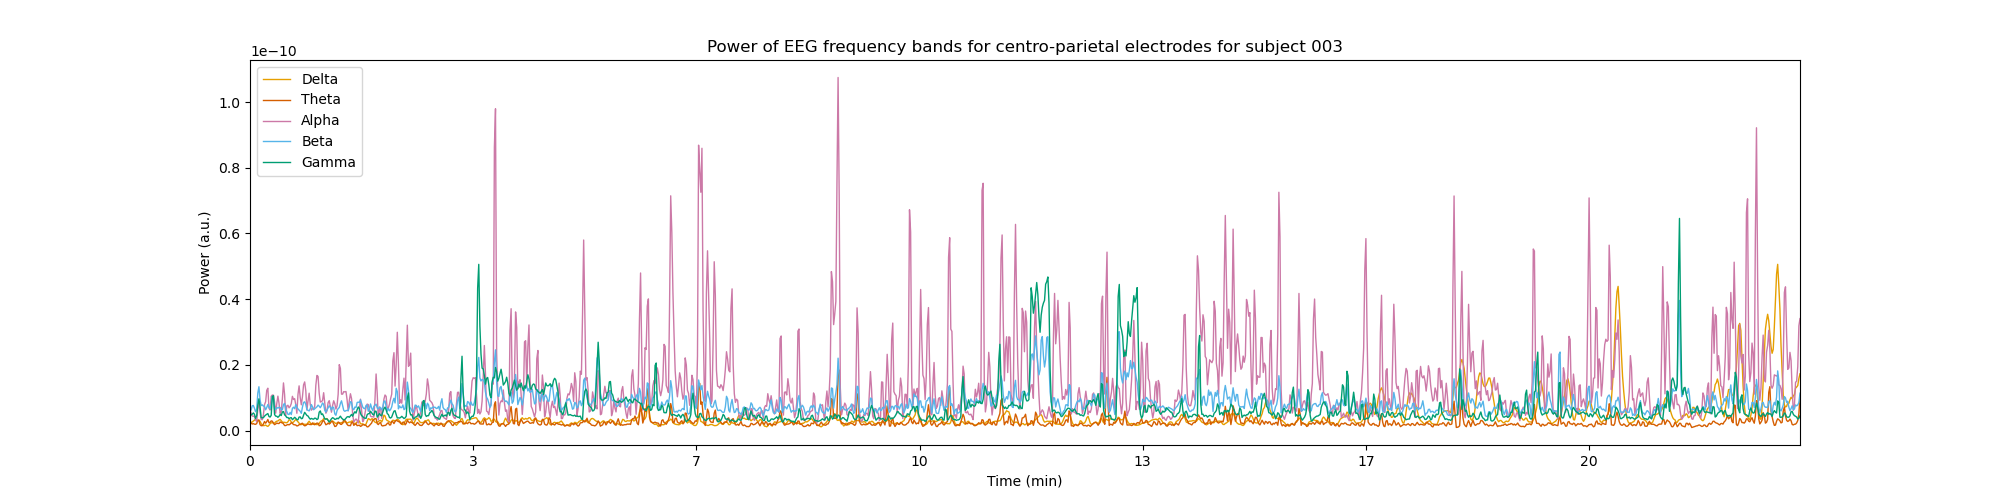 Power of EEG frequency bands for centro-parietal electrodes for subject 003
1e−10
Delta
Theta
Alpha
Beta
Gamma
1.0
0.8
0.6
0.4
0.2
0.0
Power (a.u.)
0 3 7 10 13 17 20
Time (min)